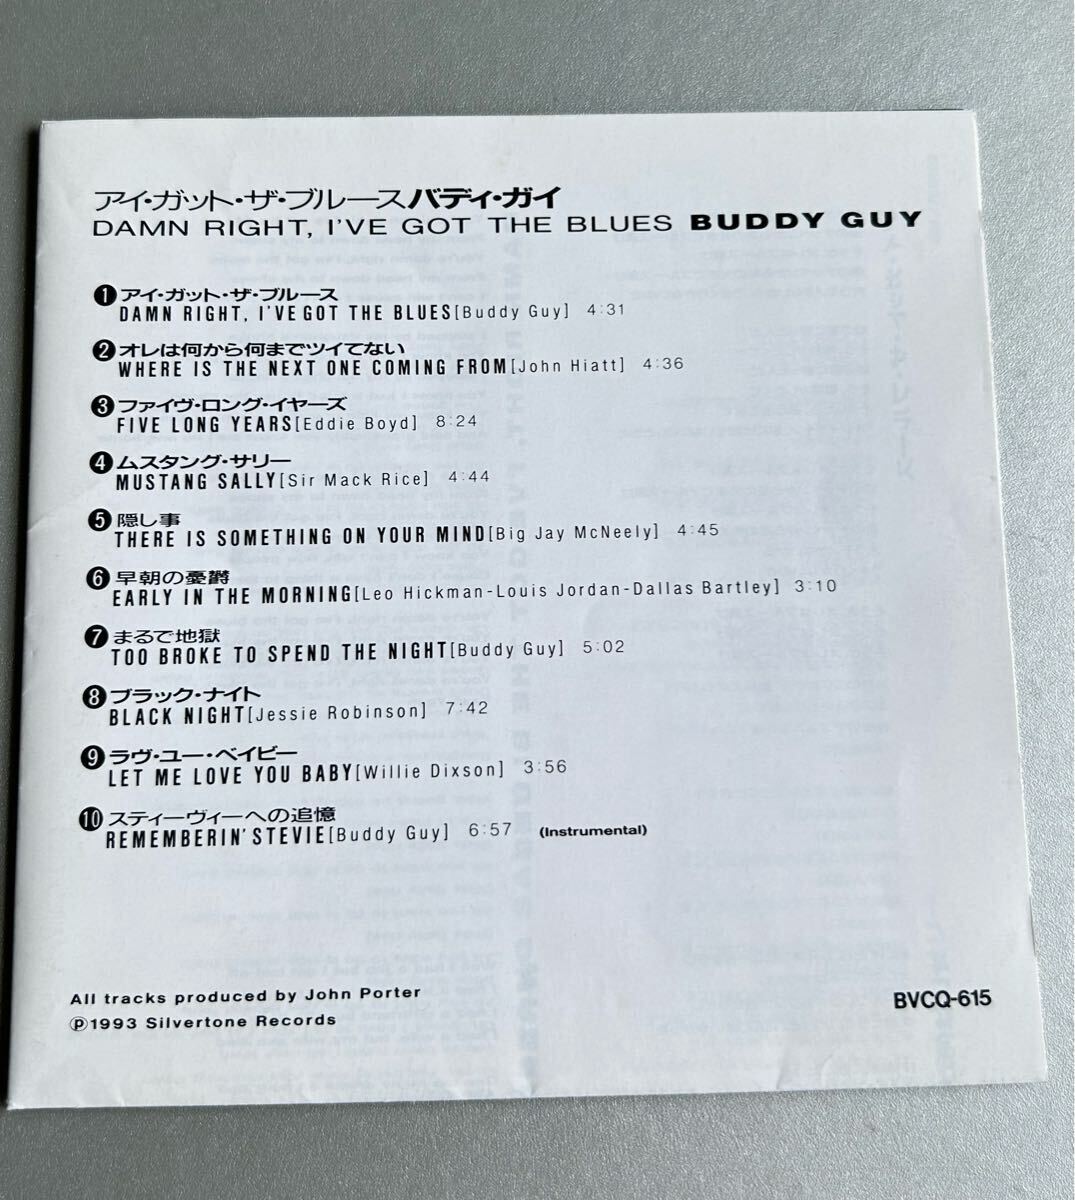 アイ・ガット・ザ・ブルース バディ・ガイ
DAMN RIGHT, I'VE GOT THE BLUES BUDDY GUY
❶アイ・ガット・ザ・ブルース
DAMN RIGHT, I'VE GOT THE BLUES[Buddy Guy] 4:31
❷オレは何から何までツイてない
WHERE IS THE NEXT ONE COMING FROM[John Hiatt] 4:36
❸ファイヴ・ロング・イヤーズ
FIVE LONG YEARS[Eddie Boyd] 8:24
❹ムスタング・サリー
MUSTANG SALLY[Sir Mack Rice] 4:44
❺隠し事
THERE IS SOMETHING ON YOUR MIND[Big Jay McNeely] 4:45
❻早朝の憂欝
EARLY IN THE MORNING[Leo Hickman-Louis Jordan-Dallas Bartley] 3:10
❼まるで地獄
TOO BROKE TO SPEND THE NIGHT[Buddy Guy] 5:02
❽ブラック・ナイト
BLACK NIGHT[Jessie Robinson] 7:42
❾ラヴ・ユー・ベイビー
LET ME LOVE YOU BABY[Willie Dixson] 3:56
❿スティーヴィーへの追憶
REMEMBERIN' STEVIE[Buddy Guy] 6:57 (Instrumental)
All tracks produced by John Porter
℗1993 Silvertone Records
BVCQ-615